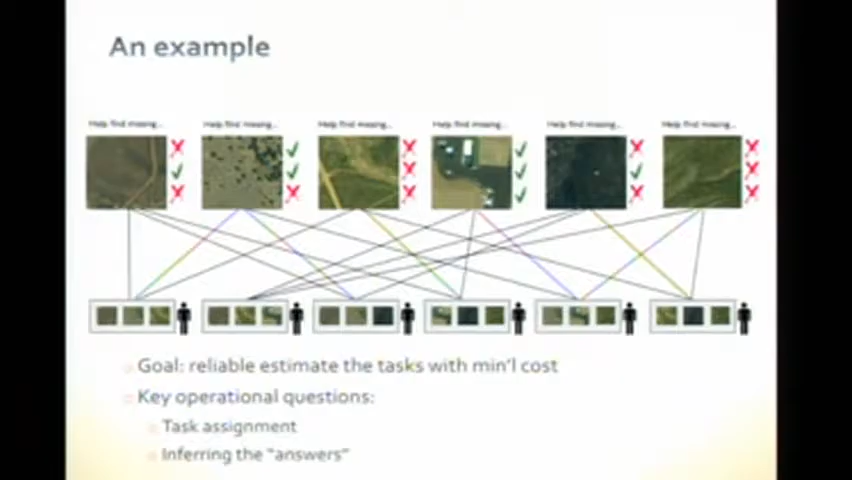 An example
Help find missing... Help find missing... Help find missing... Help find missing... Help find missing... Help find missing...
Goal: reliable estimate the tasks with min'l cost
Key operational questions:
Task assignment
Inferring the "answers"